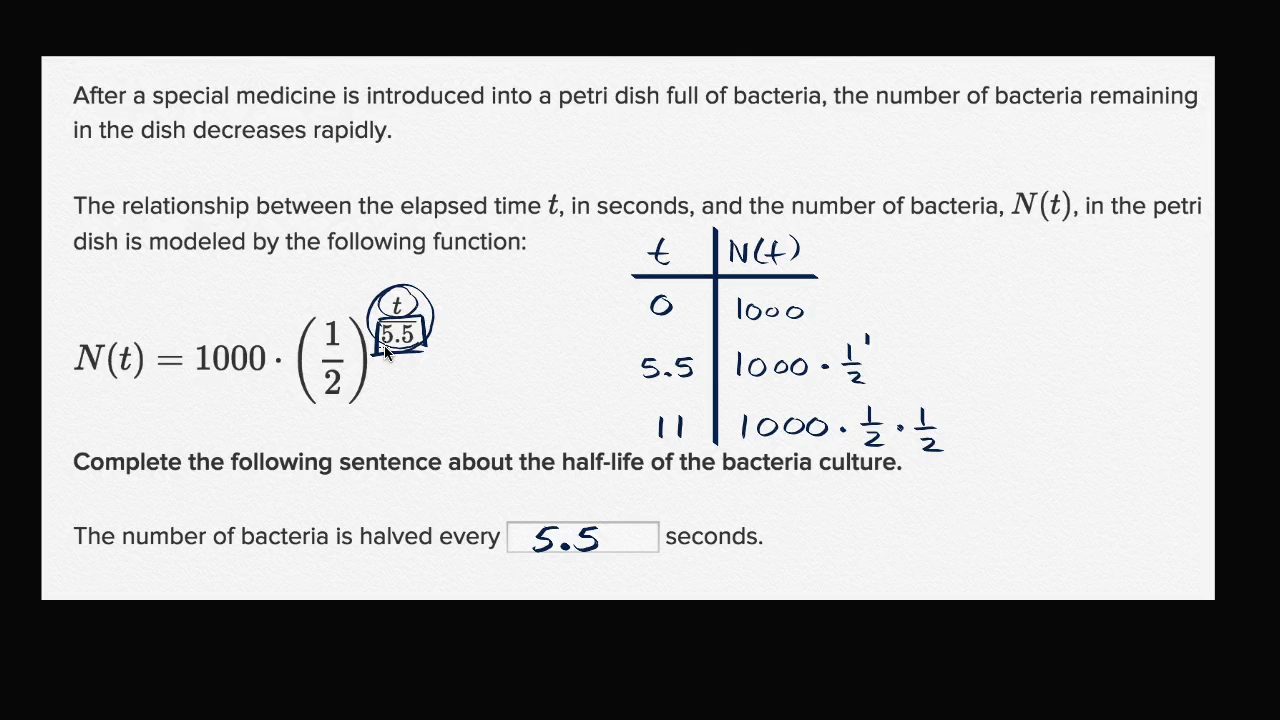 After a special medicine is introduced into a petri dish full of bacteria, the number of bacteria remaining
in the dish decreases rapidly.
The relationship between the elapsed time t, in seconds, and the number of bacteria, N(t), in the petri
dish is modeled by the following function:
t N(t)
0 1000
N(t) = 1000 · (1/2)^(t/5.5)
5.5 1000 · 1/2^1
11 1000 · 1/2 · 1/2
Complete the following sentence about the half-life of the bacteria culture.
The number of bacteria is halved every 5.5 seconds.